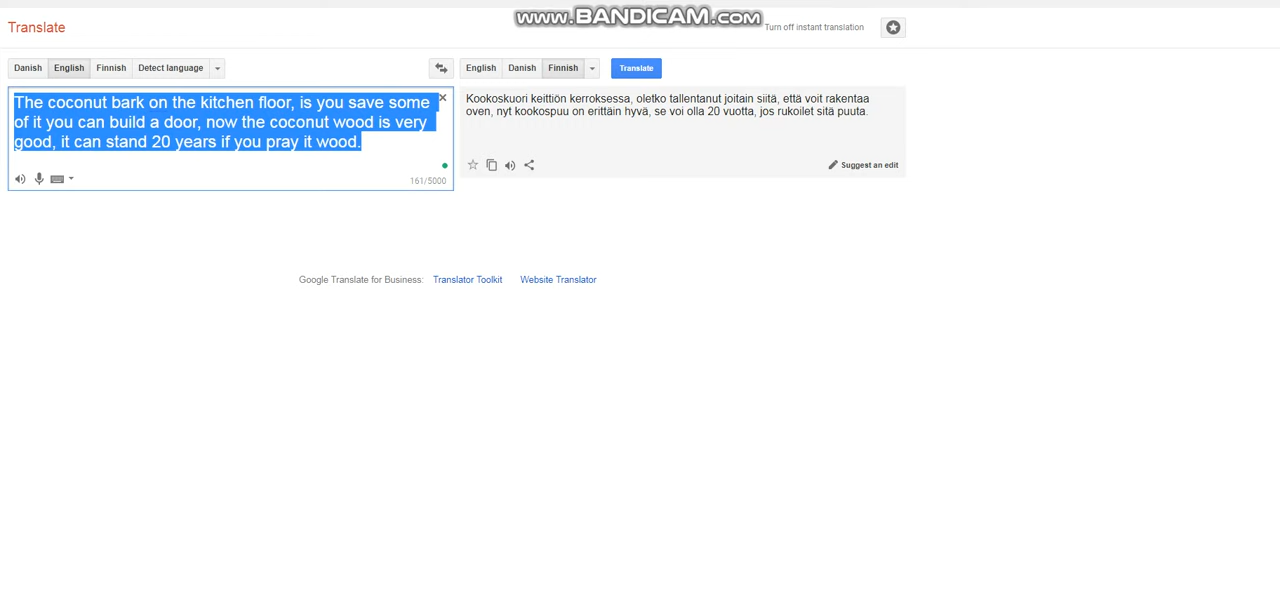 www.BANDICAM.com
Translate
Turn off instant translation
Danish English Finnish Detect language
English Danish Finnish Translate
The coconut bark on the kitchen floor, is you save some
of it you can build a door, now the coconut wood is very
good, it can stand 20 years if you pray it wood.
161/5000
Kookoskuori keittiön kerroksessa, oletko tallentanut joitain siitä, että voit rakentaa
oven, nyt kookospuu on erittäin hyvä, se voi olla 20 vuotta, jos rukoilet sitä puuta.
Suggest an edit
Google Translate for Business: Translator Toolkit Website Translator